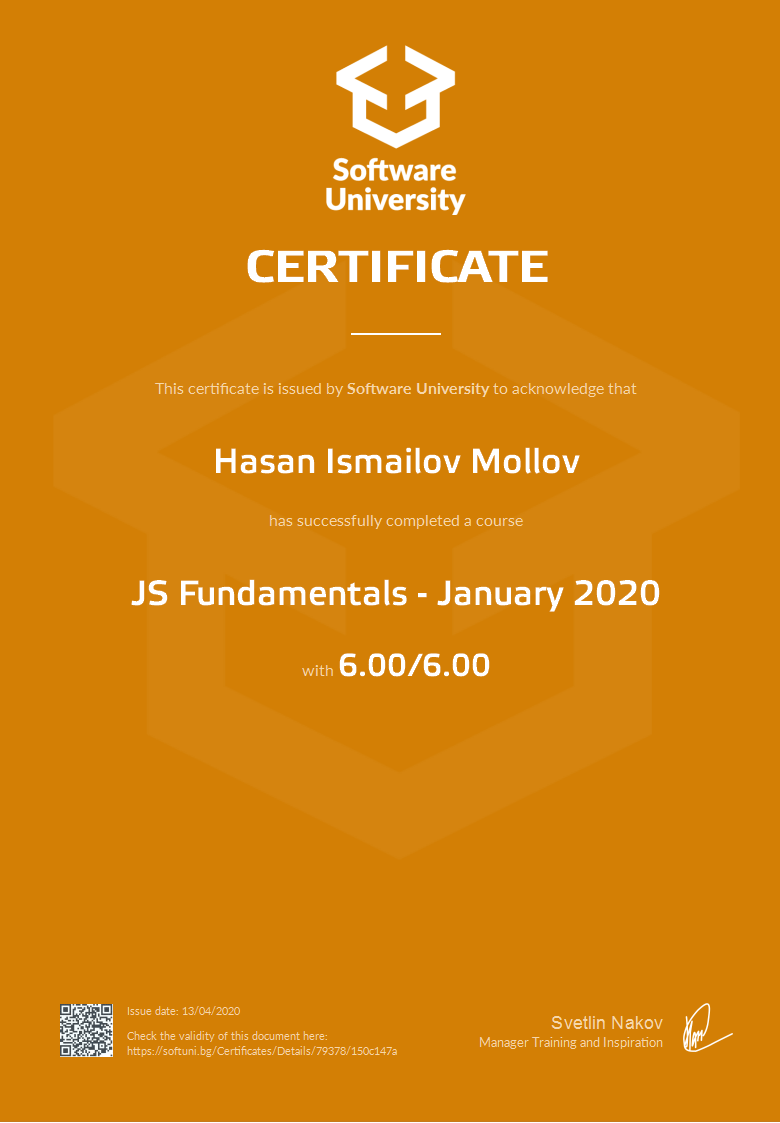 Software
University
CERTIFICATE
This certificate is issued by Software University to acknowledge that
Hasan Ismailov Mollov
has successfully completed a course
JS Fundamentals - January 2020
with 6.00/6.00
Issue date: 13/04/2020
Check the validity of this document here:
https://softuni.bg/Certificates/Details/79378/150c147a
Svetlin Nakov
Manager Training and Inspiration